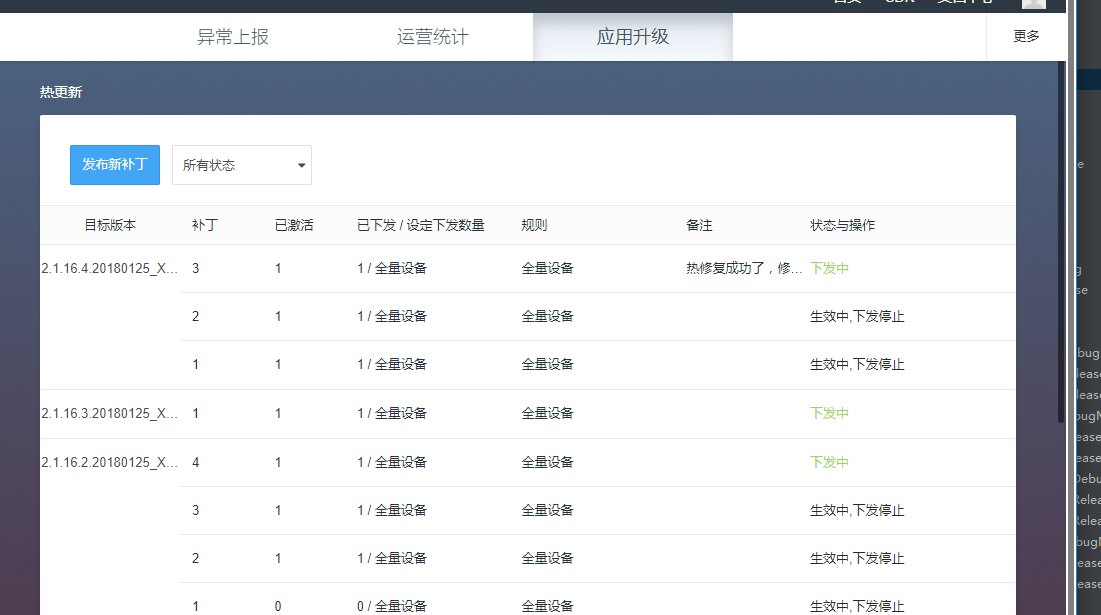 异常上报 运营统计 应用升级 更多
热更新
发布新补丁 所有状态
目标版本 补丁 已激活 已下发 / 设定下发数量 规则 备注 状态与操作
2.1.16.4.20180125_X... 3 1 1 / 全量设备 全量设备 热修复成功了，修... 下发中
2 1 1 / 全量设备 全量设备 生效中,下发停止
1 1 1 / 全量设备 全量设备 生效中,下发停止
2.1.16.3.20180125_X... 1 1 1 / 全量设备 全量设备 下发中
2.1.16.2.20180125_X... 4 1 1 / 全量设备 全量设备 下发中
3 1 1 / 全量设备 全量设备 生效中,下发停止
2 1 1 / 全量设备 全量设备 生效中,下发停止
1 0 0 / 全量设备 全量设备 生效中,下发停止